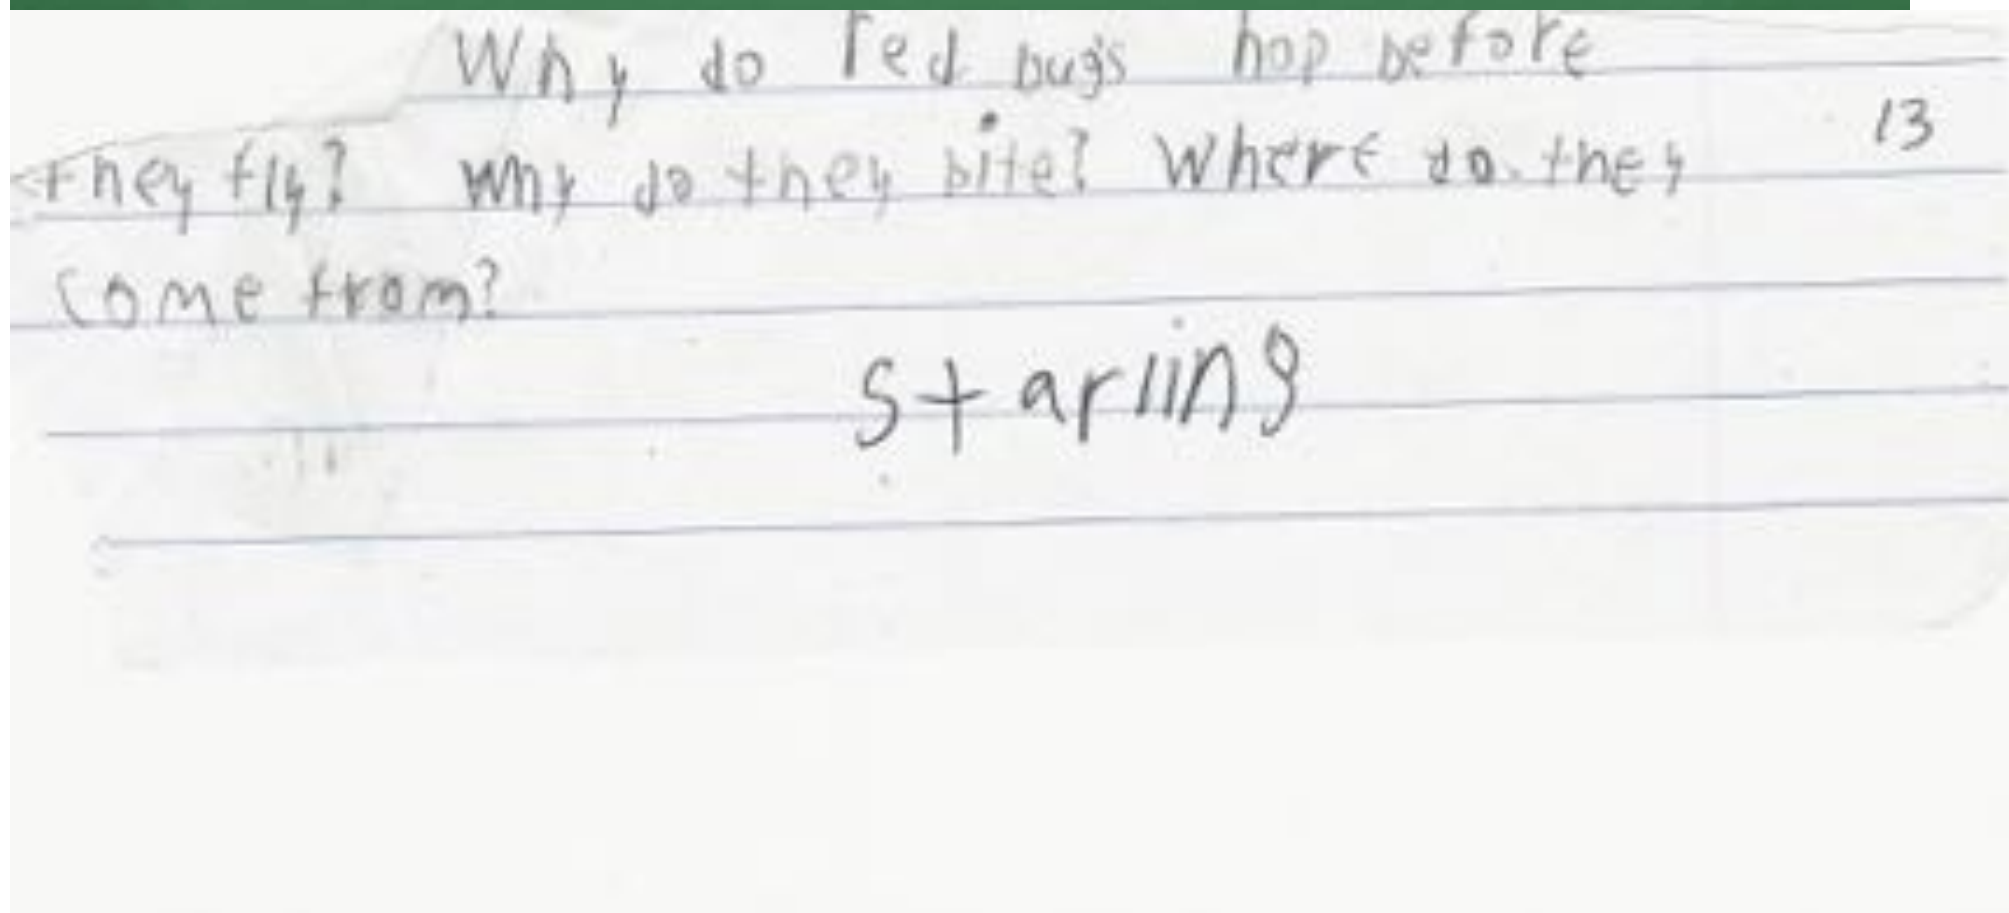 Why do red bugs hop before
13
they fly? Why do they bite? Where do they
come from?
starling